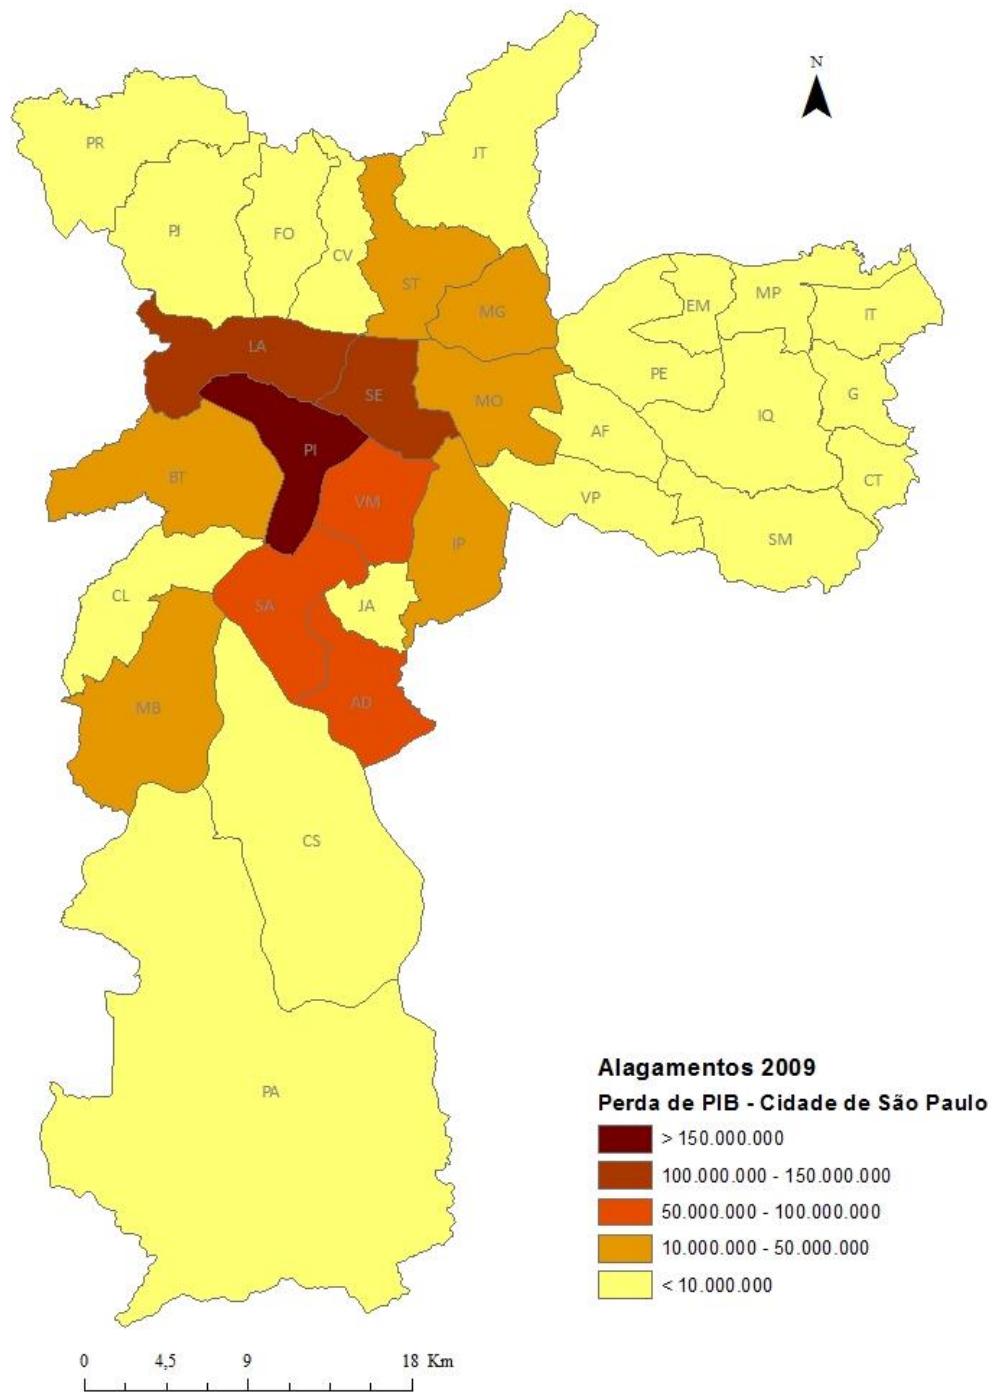 N
PR
JT
PJ
FO
CV
ST
MG
EM
MP
IT
LA
SE
MO
PE
G
IQ
AF
PI
BT
VM
VP
CT
IP
SM
CL
SA
JA
MB
AD
CS
PA
Alagamentos 2009
Perda de PIB - Cidade de São Paulo
> 150.000.000
100.000.000 - 150.000.000
50.000.000 - 100.000.000
10.000.000 - 50.000.000
< 10.000.000
0 4,5 9 18 Km